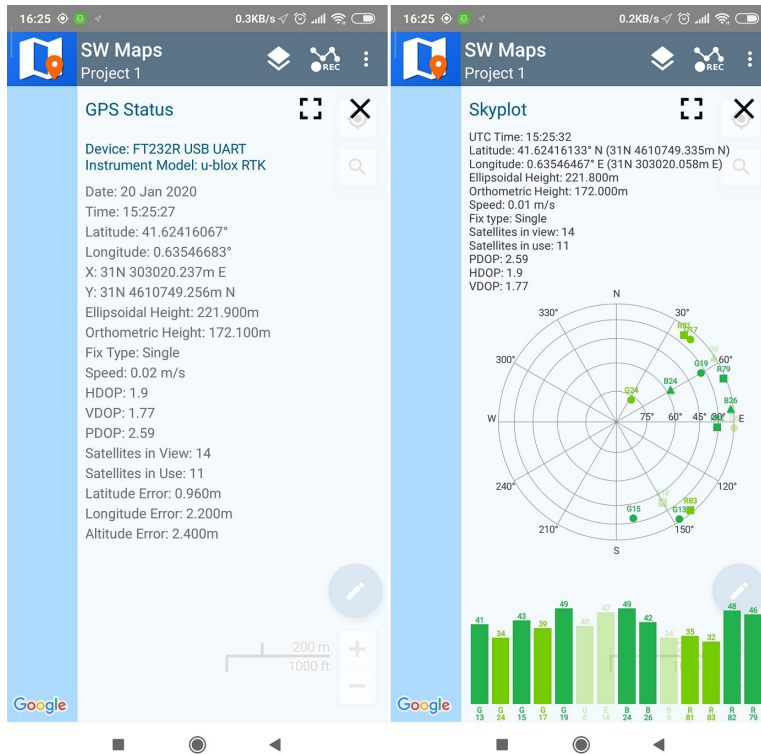 16:25
0.3KB/s
SW Maps
Project 1
REC
GPS Status
Device: FT232R USB UART
Instrument Model: u-blox RTK
Date: 20 Jan 2020
Time: 15:25:27
Latitude: 41.62416067°
Longitude: 0.63546683°
X: 31N 303020.237m E
Y: 31N 4610749.256m N
Ellipsoidal Height: 221.900m
Orthometric Height: 172.100m
Fix Type: Single
Speed: 0.02 m/s
HDOP: 1.9
VDOP: 1.77
PDOP: 2.59
Satellites in View: 14
Satellites in Use: 11
Latitude Error: 0.960m
Longitude Error: 2.200m
Altitude Error: 2.400m
200 m
1000 ft
Google
16:25
0.2KB/s
SW Maps
Project 1
REC
Skyplot
UTC Time: 15:25:32
Latitude: 41.62416133° N (31N 4610749.335m N)
Longitude: 0.63546467° E (31N 303020.058m E)
Ellipsoidal Height: 221.800m
Orthometric Height: 172.000m
Speed: 0.01 m/s
Fix type: Single
Satellites in view: 14
Satellites in use: 11
PDOP: 2.59
HDOP: 1.9
VDOP: 1.77
N
330° 30°
R81
300° 60°
G19 R79
G24 B24
B26
W 75° 60° 45° 30° E
240° 120°
R83
G15 G13
210° 150°
S
41 34 43 39 49 40 47 49 42 34 35 32 48 46
G G G G G G E B B B R R R R
13 24 15 17 19 6 18 24 26 8 81 83 82 79
Google